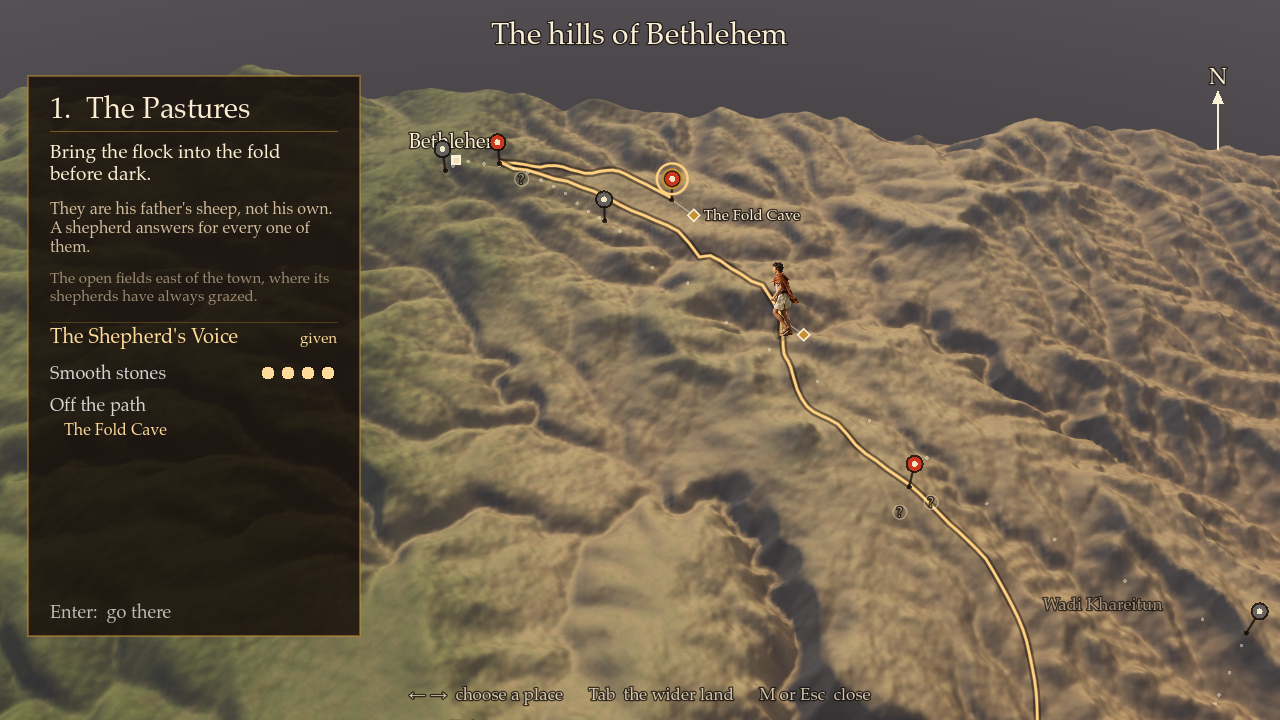 The hills of Bethlehem
N
1. The Pastures
Bring the flock into the fold
before dark.
They are his father's sheep, not his own.
A shepherd answers for every one of
them.
The open fields east of the town, where its
shepherds have always grazed.
The Shepherd's Voice given
Smooth stones
Off the path
The Fold Cave
Enter: go there
Bethlehem
?
The Fold Cave
?
?
Wadi Khareitun
←→ choose a place Tab the wider land M or Esc close